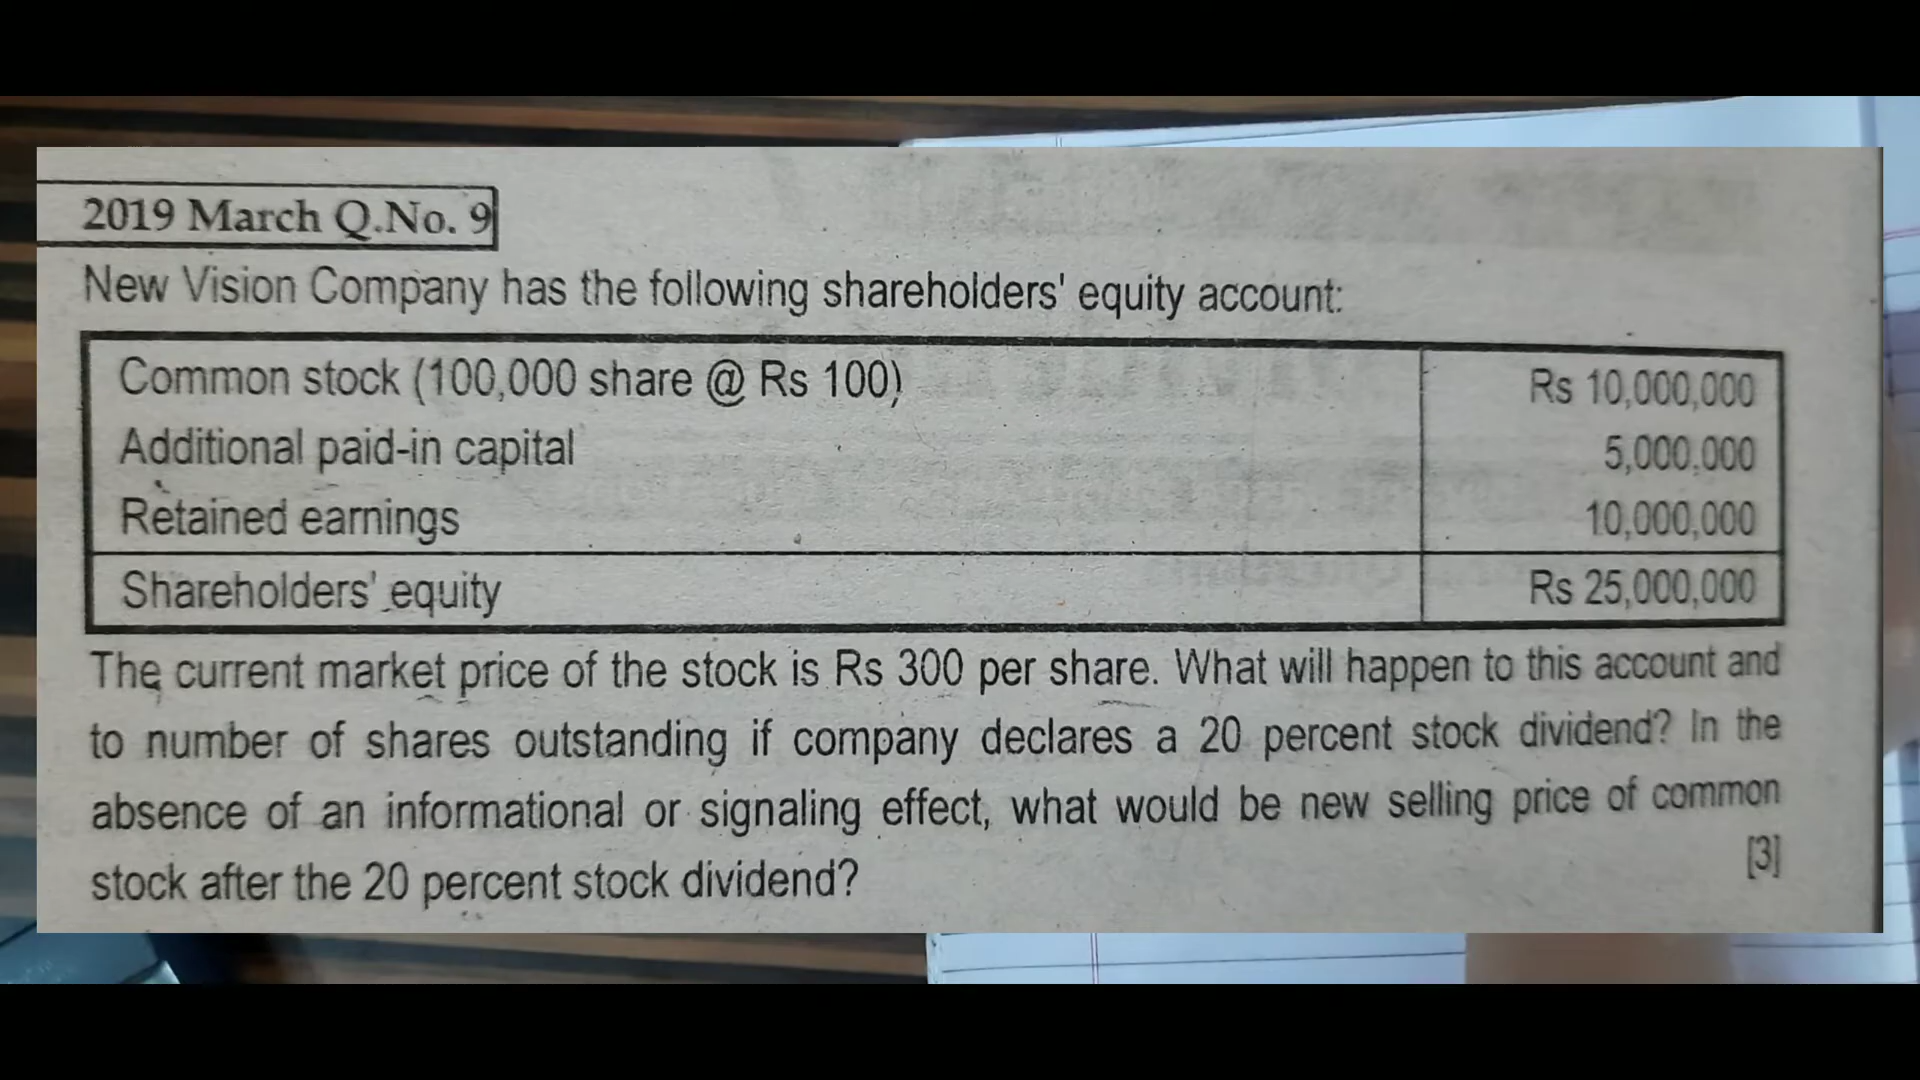 2019 March Q.No. 9
New Vision Company has the following shareholders' equity account:
Common stock (100,000 share @ Rs 100) Rs 10,000,000
Additional paid-in capital 5,000,000
Retained earnings 10,000,000
Shareholders' equity Rs 25,000,000
The current market price of the stock is Rs 300 per share. What will happen to this account and
to number of shares outstanding if company declares a 20 percent stock dividend? In the
absence of an informational or signaling effect, what would be new selling price of common
stock after the 20 percent stock dividend? [3]